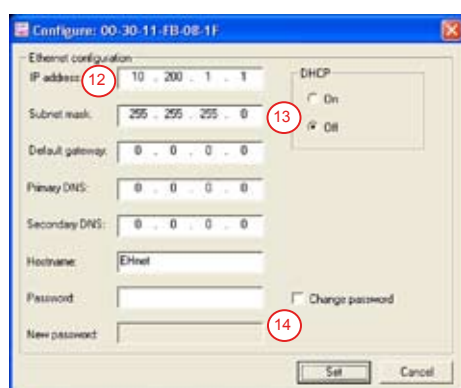 Configure: 00-30-11-FB-08-1F
Ethernet configuration
IP address: 12 10 . 200 . 1 . 1
DHCP
On
Subnet mask: 255 . 255 . 255 . 0 13
Off
Default gateway: 0 . 0 . 0 . 0
Primary DNS: 0 . 0 . 0 . 0
Secondary DNS: 0 . 0 . 0 . 0
Hostname: EHnet
Password: Change password
New password: 14
Set Cancel